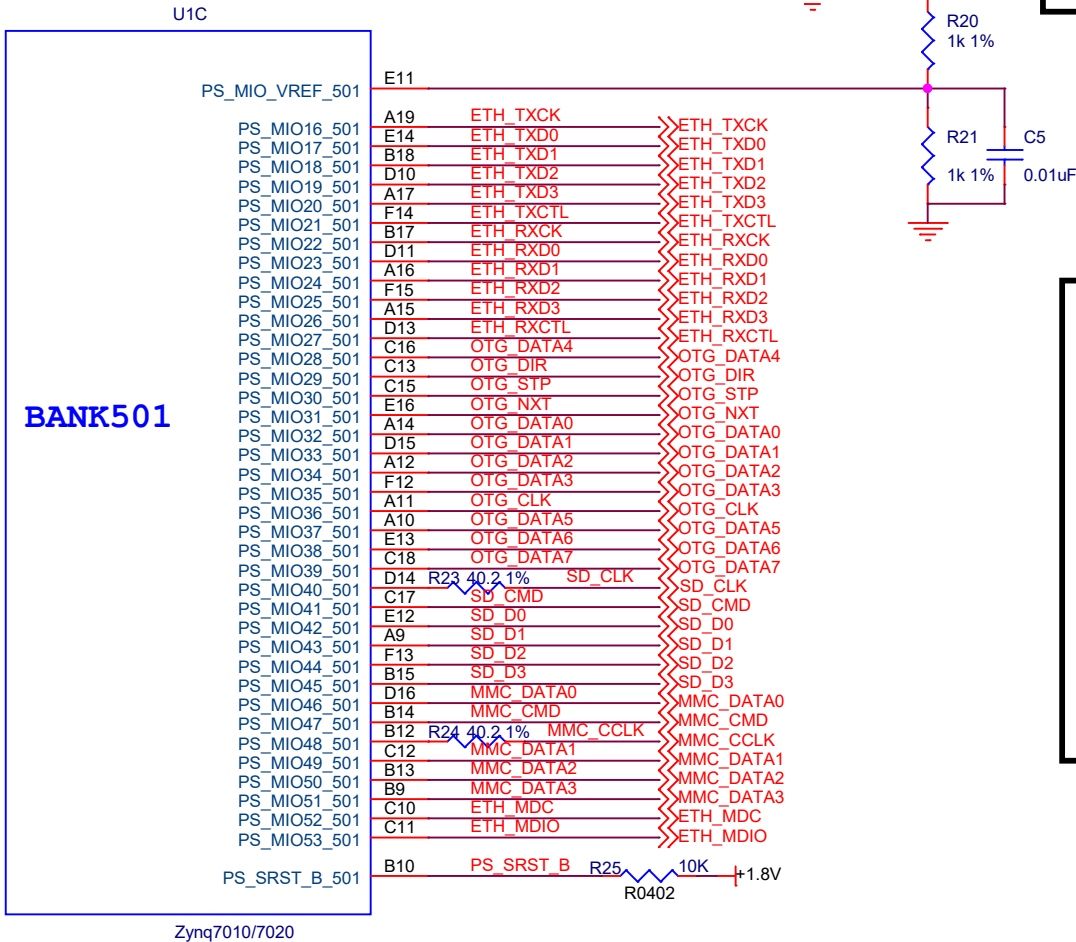 U1C
R20
1k 1%
PS_MIO_VREF_501 E11
PS_MIO16_501 A19 ETH_TXCK ETH_TXCK
PS_MIO17_501 E14 ETH_TXD0 ETH_TXD0
PS_MIO18_501 B18 ETH_TXD1 ETH_TXD1
PS_MIO19_501 D10 ETH_TXD2 ETH_TXD2
PS_MIO20_501 A17 ETH_TXD3 ETH_TXD3
PS_MIO21_501 F14 ETH_TXCTL ETH_TXCTL
PS_MIO22_501 B17 ETH_RXCK ETH_RXCK
PS_MIO23_501 D11 ETH_RXD0 ETH_RXD0
PS_MIO24_501 A16 ETH_RXD1 ETH_RXD1
PS_MIO25_501 F15 ETH_RXD2 ETH_RXD2
PS_MIO26_501 A15 ETH_RXD3 ETH_RXD3
PS_MIO27_501 D13 ETH_RXCTL ETH_RXCTL
PS_MIO28_501 C16 OTG_DATA4 OTG_DATA4
PS_MIO29_501 C13 OTG_DIR OTG_DIR
PS_MIO30_501 C15 OTG_STP OTG_STP
PS_MIO31_501 E16 OTG_NXT OTG_NXT
PS_MIO32_501 A14 OTG_DATA0 OTG_DATA0
PS_MIO33_501 D15 OTG_DATA1 OTG_DATA1
PS_MIO34_501 A12 OTG_DATA2 OTG_DATA2
PS_MIO35_501 F12 OTG_DATA3 OTG_DATA3
PS_MIO36_501 A11 OTG_CLK OTG_CLK
PS_MIO37_501 A10 OTG_DATA5 OTG_DATA5
PS_MIO38_501 E13 OTG_DATA6 OTG_DATA6
PS_MIO39_501 C18 OTG_DATA7 OTG_DATA7
PS_MIO40_501 D14 R23 40.2 1% SD_CLK SD_CLK
PS_MIO41_501 C17 SD_CMD SD_CMD
PS_MIO42_501 E12 SD_D0 SD_D0
PS_MIO43_501 A9 SD_D1 SD_D1
PS_MIO44_501 F13 SD_D2 SD_D2
PS_MIO45_501 B15 SD_D3 SD_D3
PS_MIO46_501 D16 MMC_DATA0 MMC_DATA0
PS_MIO47_501 B14 MMC_CMD MMC_CMD
PS_MIO48_501 B12 R24 40.2 1% MMC_CCLK MMC_CCLK
PS_MIO49_501 C12 MMC_DATA1 MMC_DATA1
PS_MIO50_501 B13 MMC_DATA2 MMC_DATA2
PS_MIO51_501 B9 MMC_DATA3 MMC_DATA3
PS_MIO52_501 C10 ETH_MDC ETH_MDC
PS_MIO53_501 C11 ETH_MDIO ETH_MDIO
PS_SRST_B_501 B10 PS_SRST_B R25 10K +1.8V
R0402
BANK501
R21
1k 1%
C5
0.01uF
Zynq7010/7020